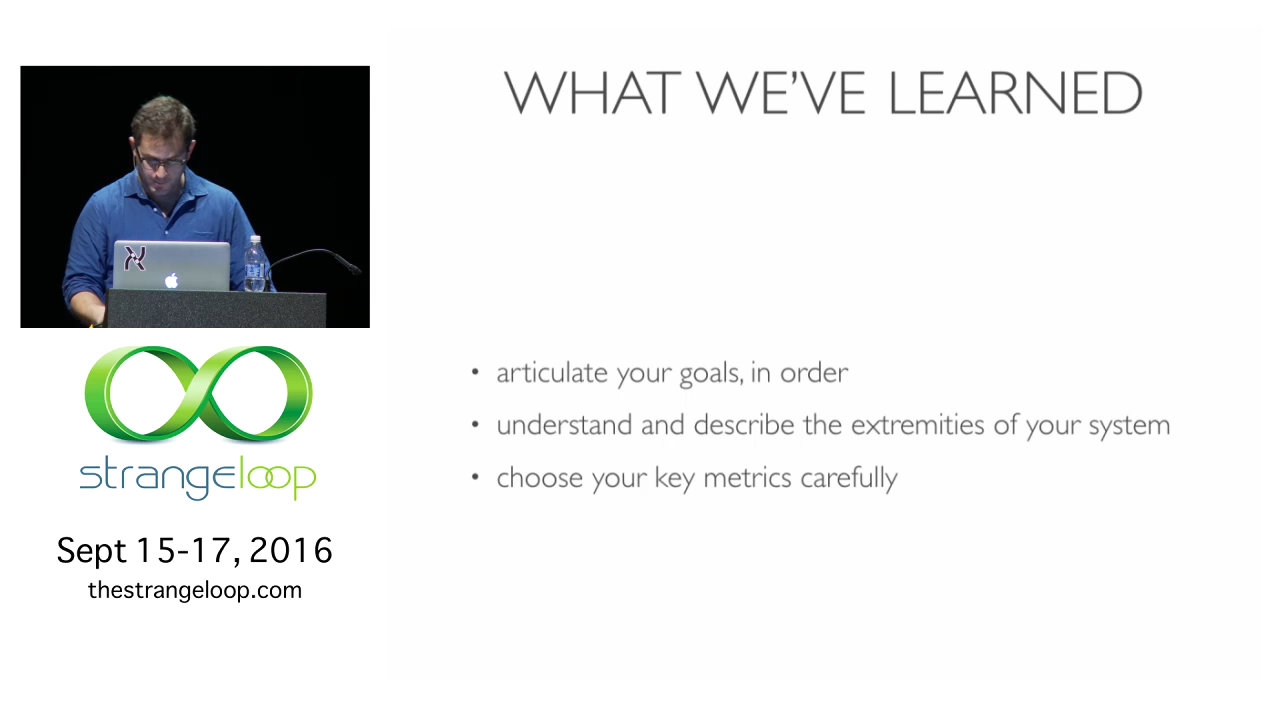 WHAT WE'VE LEARNED
• articulate your goals, in order
• understand and describe the extremities of your system
• choose your key metrics carefully
strangeloop
Sept 15-17, 2016
thestrangeloop.com